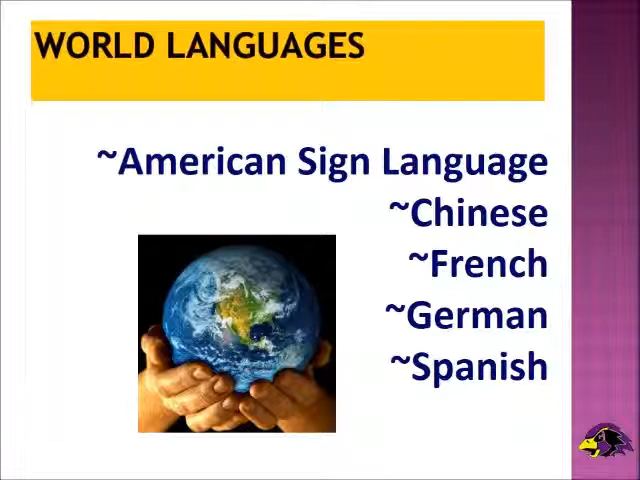 WORLD LANGUAGES
~American Sign Language
~Chinese
~French
~German
~Spanish